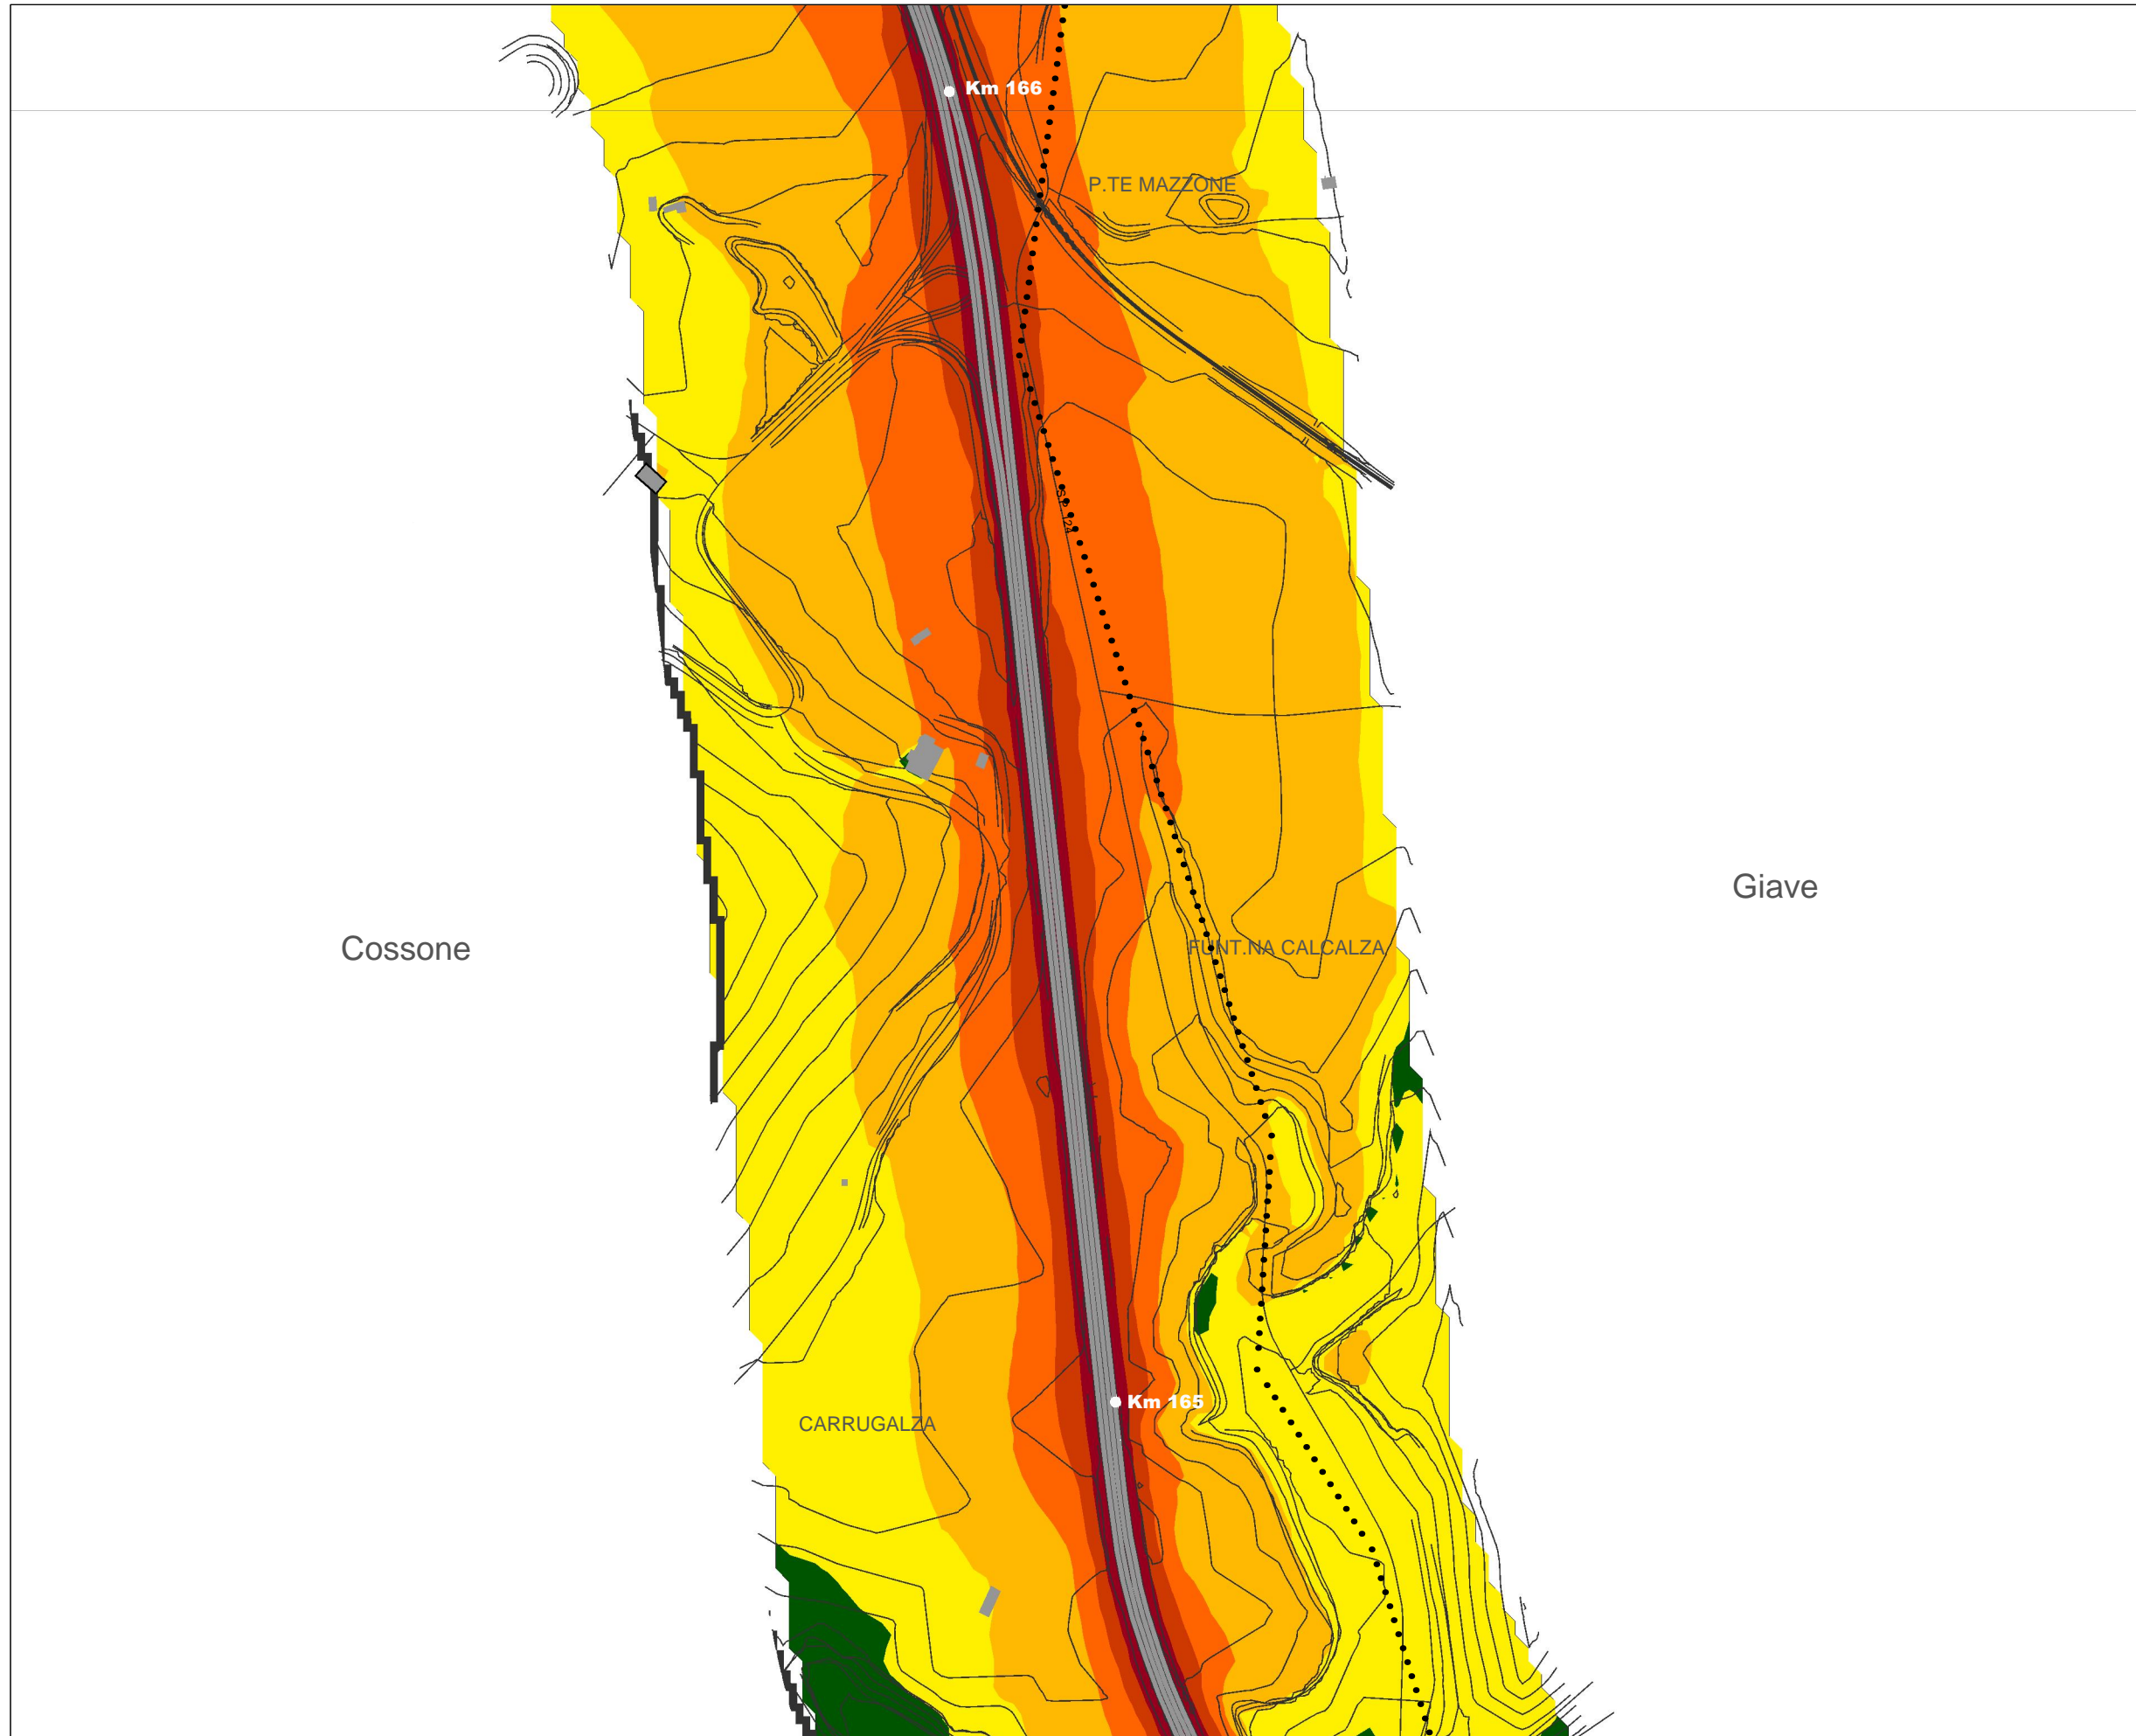 Km 166
P.TE MAZZONE
Giave
FUNT.NA CALCALZA
Cossone
Km 165
CARRUGALZA